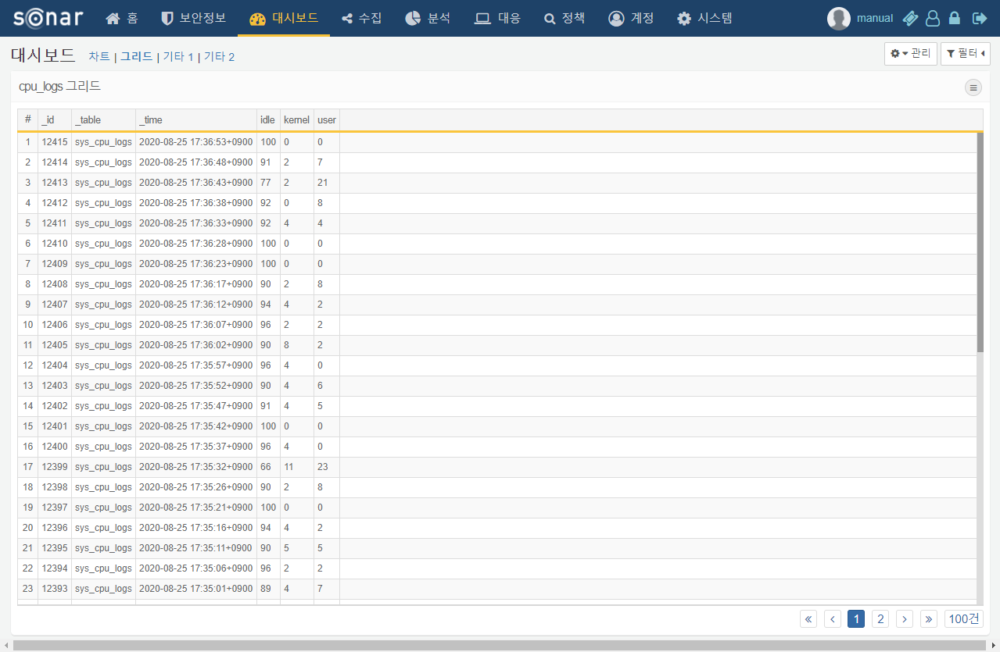 sonar 홈 보안정보 대시보드 수집 분석 대응 정책 계정 시스템 manual
대시보드 차트 | 그리드 | 기타 1 | 기타 2 관리 필터
cpu_logs 그리드
# _id _table _time idle kernel user
1 12415 sys_cpu_logs 2020-08-25 17:36:53+0900 100 0 0
2 12414 sys_cpu_logs 2020-08-25 17:36:48+0900 91 2 7
3 12413 sys_cpu_logs 2020-08-25 17:36:43+0900 77 2 21
4 12412 sys_cpu_logs 2020-08-25 17:36:38+0900 92 0 8
5 12411 sys_cpu_logs 2020-08-25 17:36:33+0900 92 4 4
6 12410 sys_cpu_logs 2020-08-25 17:36:28+0900 100 0 0
7 12409 sys_cpu_logs 2020-08-25 17:36:23+0900 100 0 0
8 12408 sys_cpu_logs 2020-08-25 17:36:17+0900 90 2 8
9 12407 sys_cpu_logs 2020-08-25 17:36:12+0900 94 4 2
10 12406 sys_cpu_logs 2020-08-25 17:36:07+0900 96 2 2
11 12405 sys_cpu_logs 2020-08-25 17:36:02+0900 90 8 2
12 12404 sys_cpu_logs 2020-08-25 17:35:57+0900 96 4 0
13 12403 sys_cpu_logs 2020-08-25 17:35:52+0900 90 4 6
14 12402 sys_cpu_logs 2020-08-25 17:35:47+0900 91 4 5
15 12401 sys_cpu_logs 2020-08-25 17:35:42+0900 100 0 0
16 12400 sys_cpu_logs 2020-08-25 17:35:37+0900 96 4 0
17 12399 sys_cpu_logs 2020-08-25 17:35:32+0900 66 11 23
18 12398 sys_cpu_logs 2020-08-25 17:35:26+0900 90 2 8
19 12397 sys_cpu_logs 2020-08-25 17:35:21+0900 100 0 0
20 12396 sys_cpu_logs 2020-08-25 17:35:16+0900 94 4 2
21 12395 sys_cpu_logs 2020-08-25 17:35:11+0900 90 5 5
22 12394 sys_cpu_logs 2020-08-25 17:35:06+0900 96 2 2
23 12393 sys_cpu_logs 2020-08-25 17:35:01+0900 89 4 7
« ‹ 1 2 › » 100건